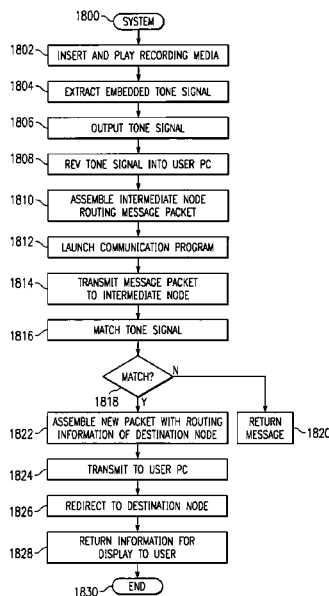 1800
SYSTEM
1802
INSERT AND PLAY RECORDING MEDIA
1804
EXTRACT EMBEDDED TONE SIGNAL
1806
OUTPUT TONE SIGNAL
1808
REV TONE SIGNAL INTO USER PC
1810
ASSEMBLE INTERMEDIATE NODE
ROUTING MESSAGE PACKET
1812
LAUNCH COMMUNICATION PROGRAM
1814
TRANSMIT MESSAGE PACKET
TO INTERMEDIATE NODE
1816
MATCH TONE SIGNAL
MATCH?
N
1818
Y
1822
ASSEMBLE NEW PACKET WITH ROUTING
INFORMATION OF DESTINATION NODE
RETURN
MESSAGE
1820
1824
TRANSMIT TO USER PC
1826
REDIRECT TO DESTINATION NODE
1828
RETURN INFORMATION FOR
DISPLAY TO USER
1830
END